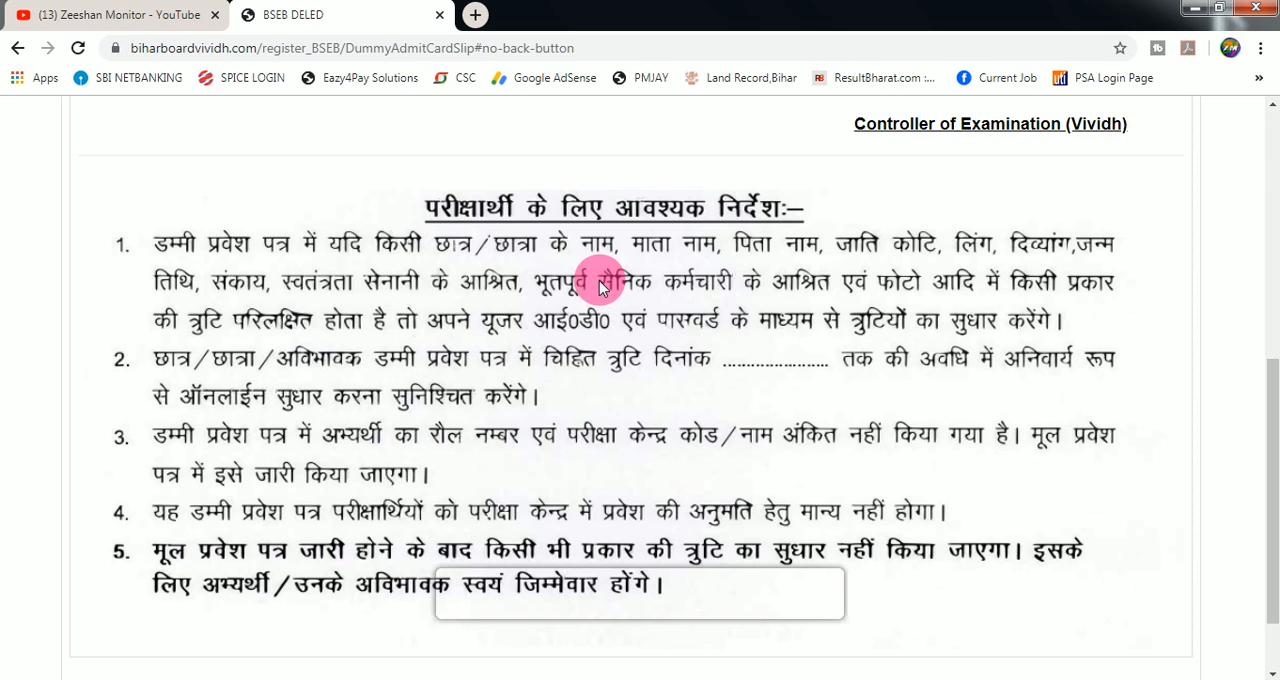 (13) Zeeshan Monitor - YouTube
BSEB DELED
biharboardvividh.com/register_BSEB/DummyAdmitCardSlip#no-back-button
Apps SBI NETBANKING SPICE LOGIN Eazy4Pay Solutions CSC Google AdSense PMJAY Land Record,Bihar ResultBharat.com :... Current Job PSA Login Page »
Controller of Examination (Vividh)
परीक्षार्थी के लिए आवश्यक निर्देशः–
1. डम्मी प्रवेश पत्र में यदि किसी छात्र/छात्रा के नाम, माता नाम, पिता नाम, जाति कोटि, लिंग, दिव्यांग,जन्म
तिथि, संकाय, स्वतंत्रता सेनानी के आश्रित, भूतपूर्व सैनिक कर्मचारी के आश्रित एवं फोटो आदि में किसी प्रकार
की त्रुटि परिलक्षित होता है तो अपने यूजर आई0डी0 एवं पासवर्ड के माध्यम से त्रुटियों का सुधार करेंगे।
2. छात्र/छात्रा/अविभावक डम्मी प्रवेश पत्र में चिह्रित त्रुटि दिनांक ...................... तक की अवधि में अनिवार्य रूप
से ऑनलाईन सुधार करना सुनिश्चित करेंगे।
3. डम्मी प्रवेश पत्र में अभ्यर्थी का रौल नम्बर एवं परीक्षा केन्द्र कोड/नाम अंकित नहीं किया गया है। मूल प्रवेश
पत्र में इसे जारी किया जाएगा।
4. यह डम्मी प्रवेश पत्र परीक्षार्थियों को परीक्षा केन्द्र में प्रवेश की अनुमति हेतु मान्य नहीं होगा।
5. मूल प्रवेश पत्र जारी होने के बाद किसी भी प्रकार की त्रुटि का सुधार नहीं किया जाएगा। इसके
लिए अभ्यर्थी/उनके अविभावक स्वयं जिम्मेवार होंगे।